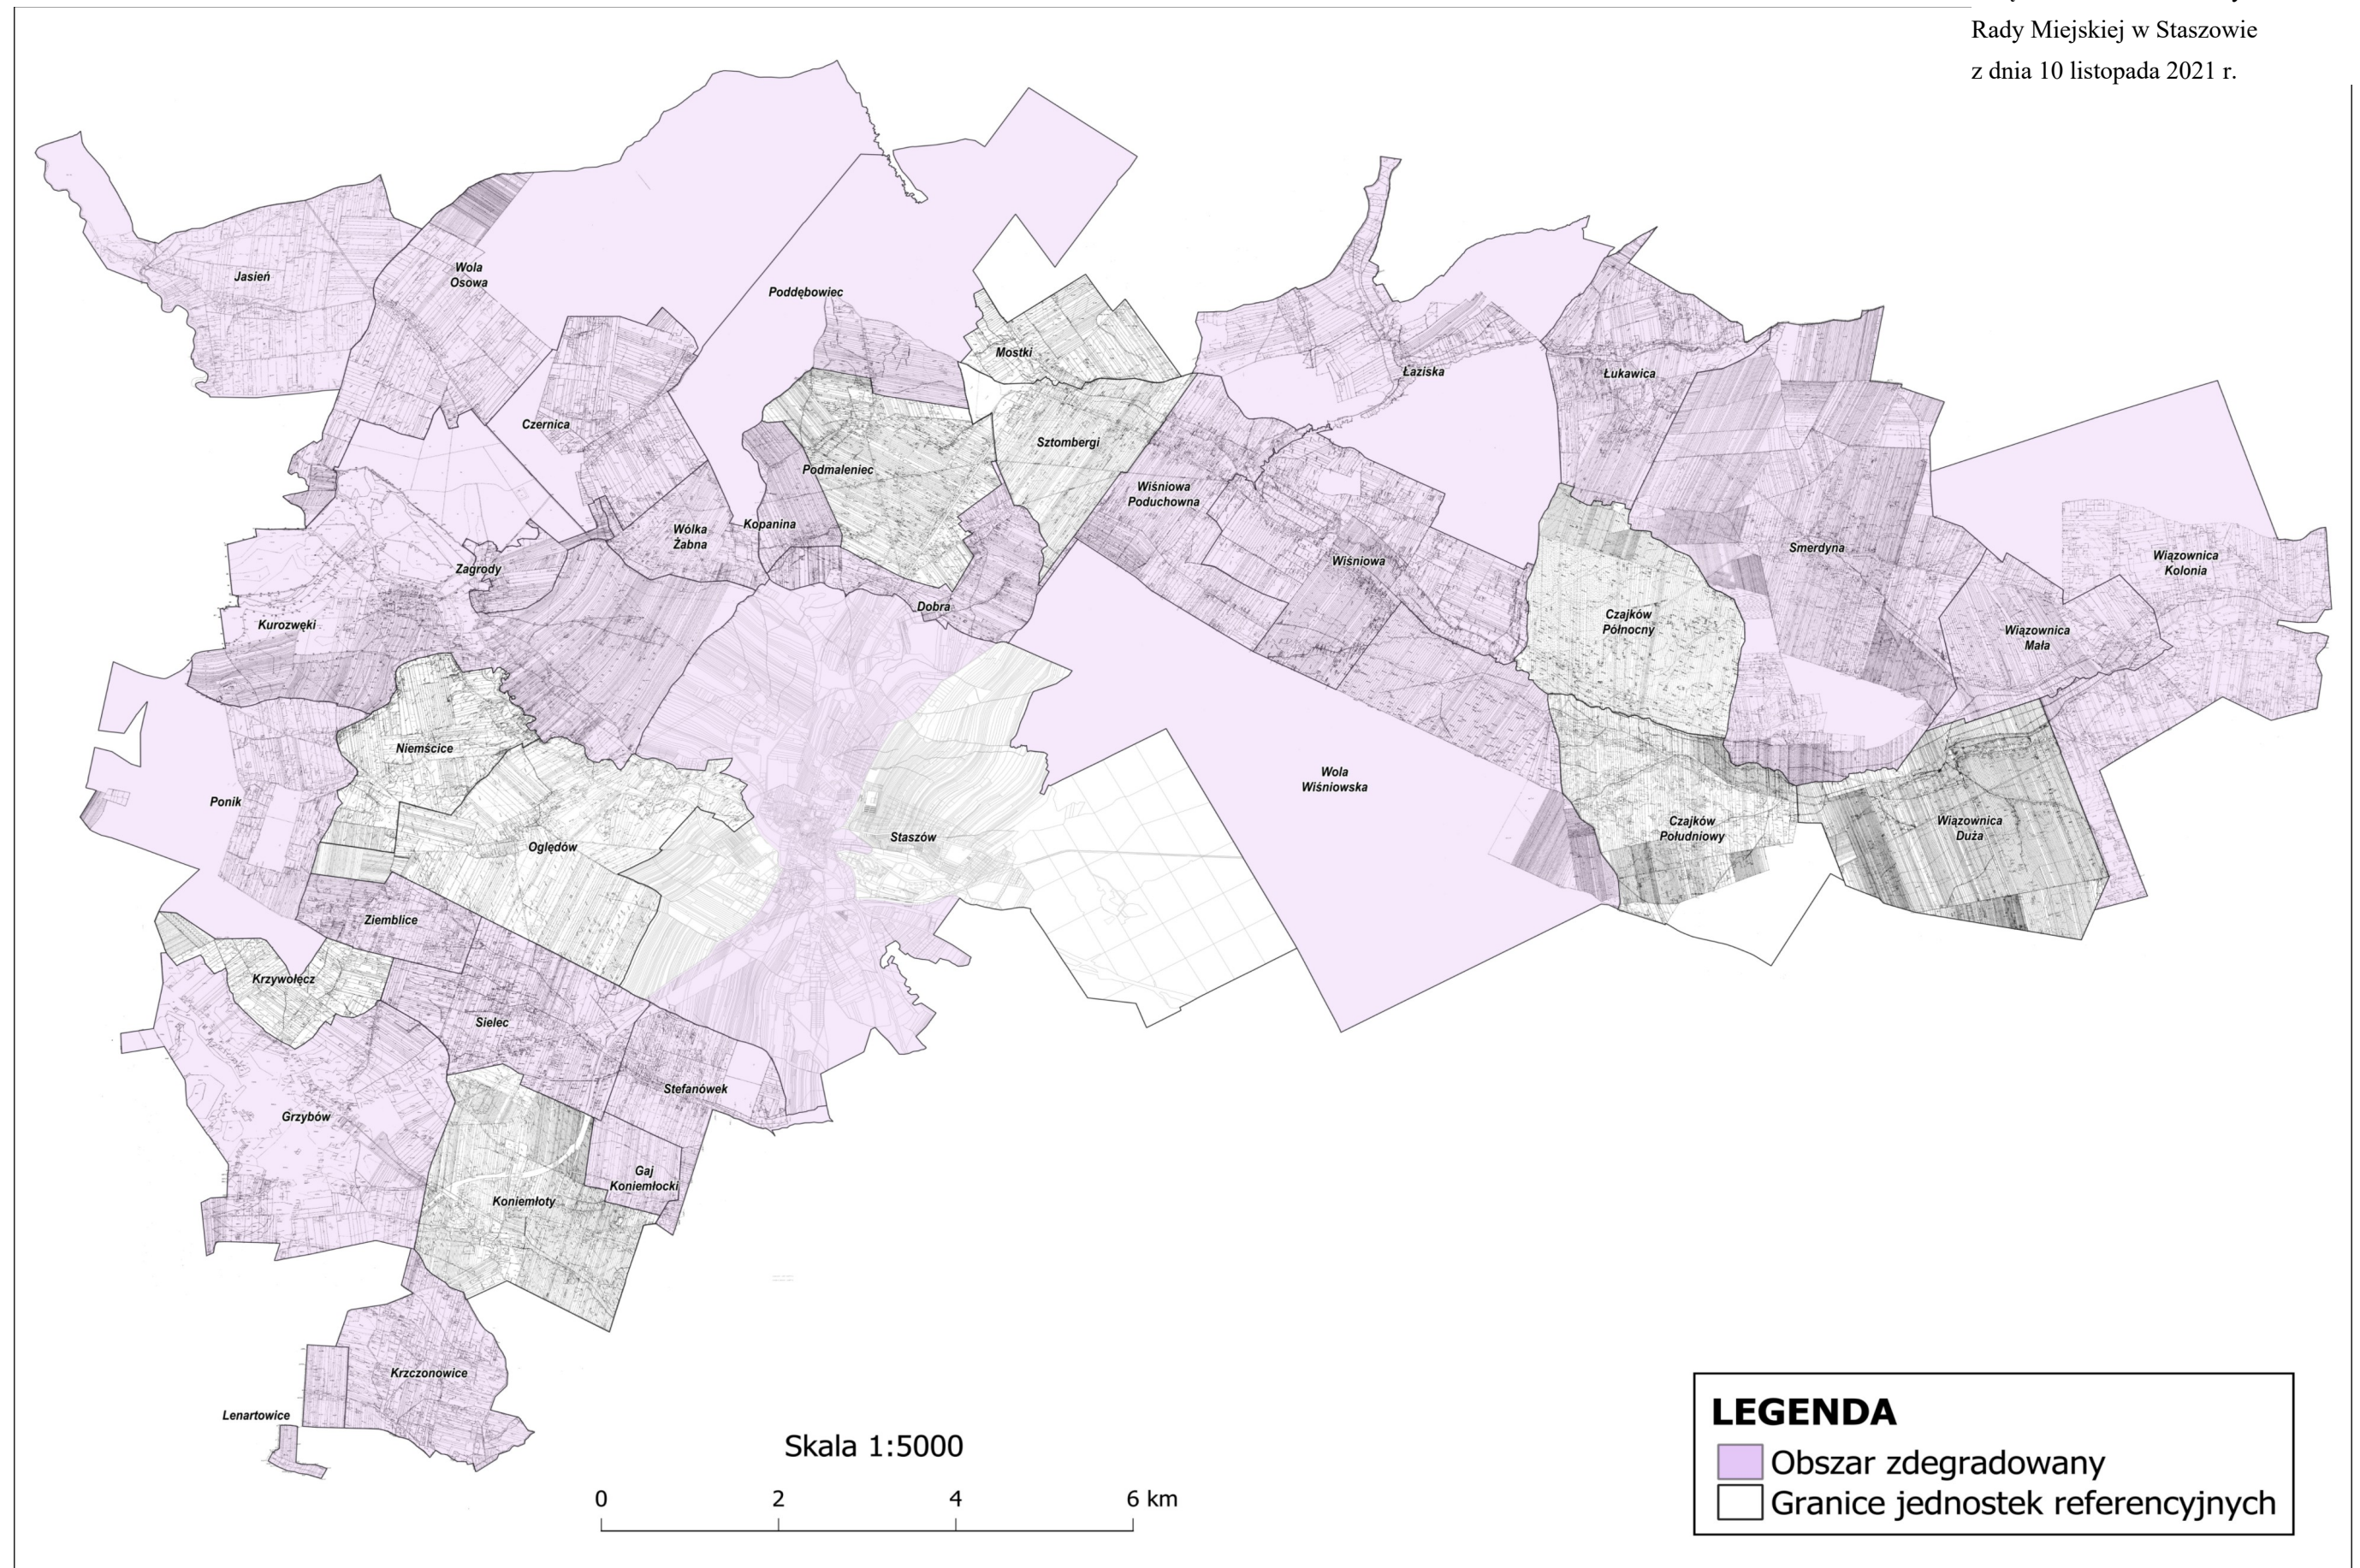 Rady Miejskiej w Staszowie
z dnia 10 listopada 2021 r.
Jasień
Wola
Osowa
Poddębowiec
Mostki
Łaziska
Łukawica
Czernica
Sztombergi
Podmaleniec
Wiśniowa
Poduchowna
Wólka
Żabna
Kopanina
Smerdyna
Wiązownica
Kolonia
Wiśniowa
Zagrody
Dobra
Kurozwęki
Czajków
Północny
Wiązownica
Mała
Niemścice
Wola
Wiśniowska
Ponik
Czajków
Południowy
Wiązownica
Duża
Staszów
Oględów
Ziemblice
Krzywołęcz
Sielec
Stefanówek
Grzybów
Gaj
Koniemłocki
Koniemłoty
Krzczonowice
Lenartowice
Skala 1:5000
0 2 4 6 km
LEGENDA
Obszar zdegradowany
Granice jednostek referencyjnych